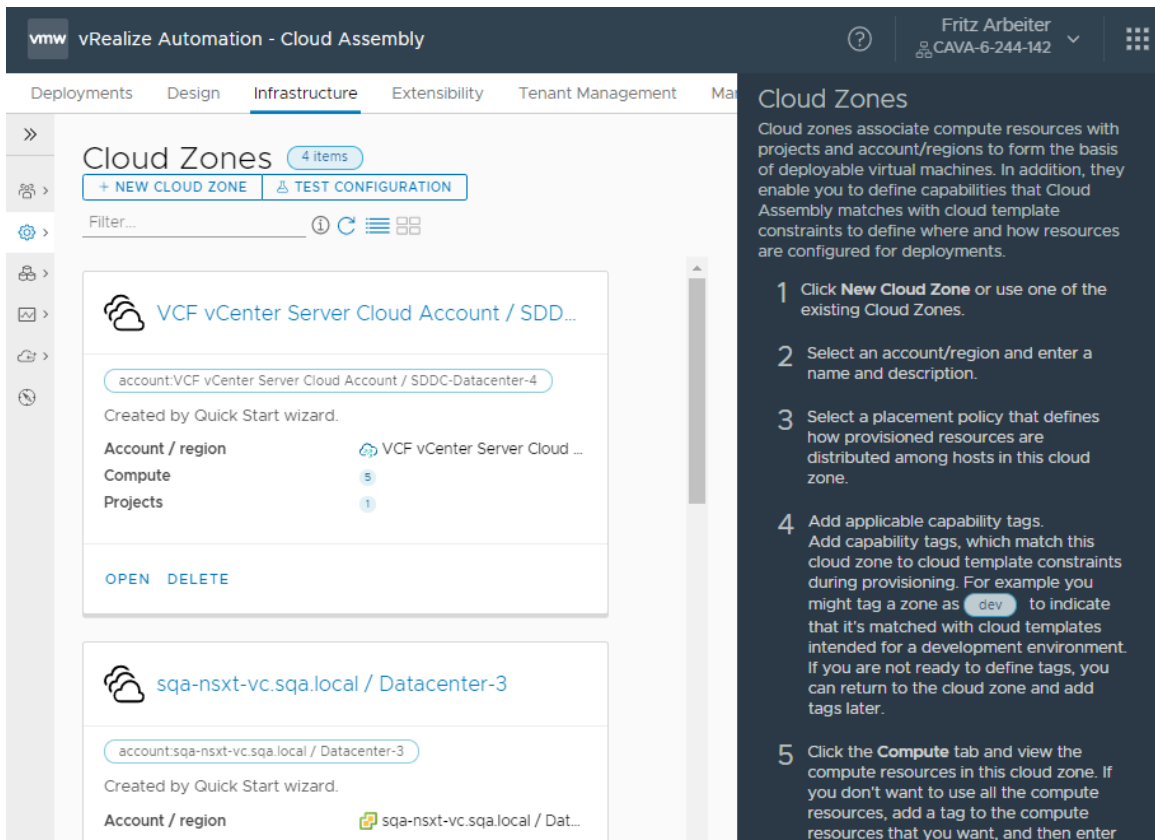 vmw vRealize Automation - Cloud Assembly
Fritz Arbeiter
CAVA-6-244-142
Deployments Design Infrastructure Extensibility Tenant Management Mar
Cloud Zones 4 items
+ NEW CLOUD ZONE TEST CONFIGURATION
Filter...
VCF vCenter Server Cloud Account / SDD...
account:VCF vCenter Server Cloud Account / SDDC-Datacenter-4
Created by Quick Start wizard.
Account / region VCF vCenter Server Cloud ...
Compute 5
Projects 1
OPEN DELETE
sqa-nsxt-vc.sqa.local / Datacenter-3
account:sqa-nsxt-vc.sqa.local / Datacenter-3
Created by Quick Start wizard.
Account / region sqa-nsxt-vc.sqa.local / Dat...
Cloud Zones
Cloud zones associate compute resources with
projects and account/regions to form the basis
of deployable virtual machines. In addition, they
enable you to define capabilities that Cloud
Assembly matches with cloud template
constraints to define where and how resources
are configured for deployments.
1 Click New Cloud Zone or use one of the
existing Cloud Zones.
2 Select an account/region and enter a
name and description.
3 Select a placement policy that defines
how provisioned resources are
distributed among hosts in this cloud
zone.
4 Add applicable capability tags.
Add capability tags, which match this
cloud zone to cloud template constraints
during provisioning. For example you
might tag a zone as dev to indicate
that it's matched with cloud templates
intended for a development environment.
If you are not ready to define tags, you
can return to the cloud zone and add
tags later.
5 Click the Compute tab and view the
compute resources in this cloud zone. If
you don't want to use all the compute
resources, add a tag to the compute
resources that you want, and then enter